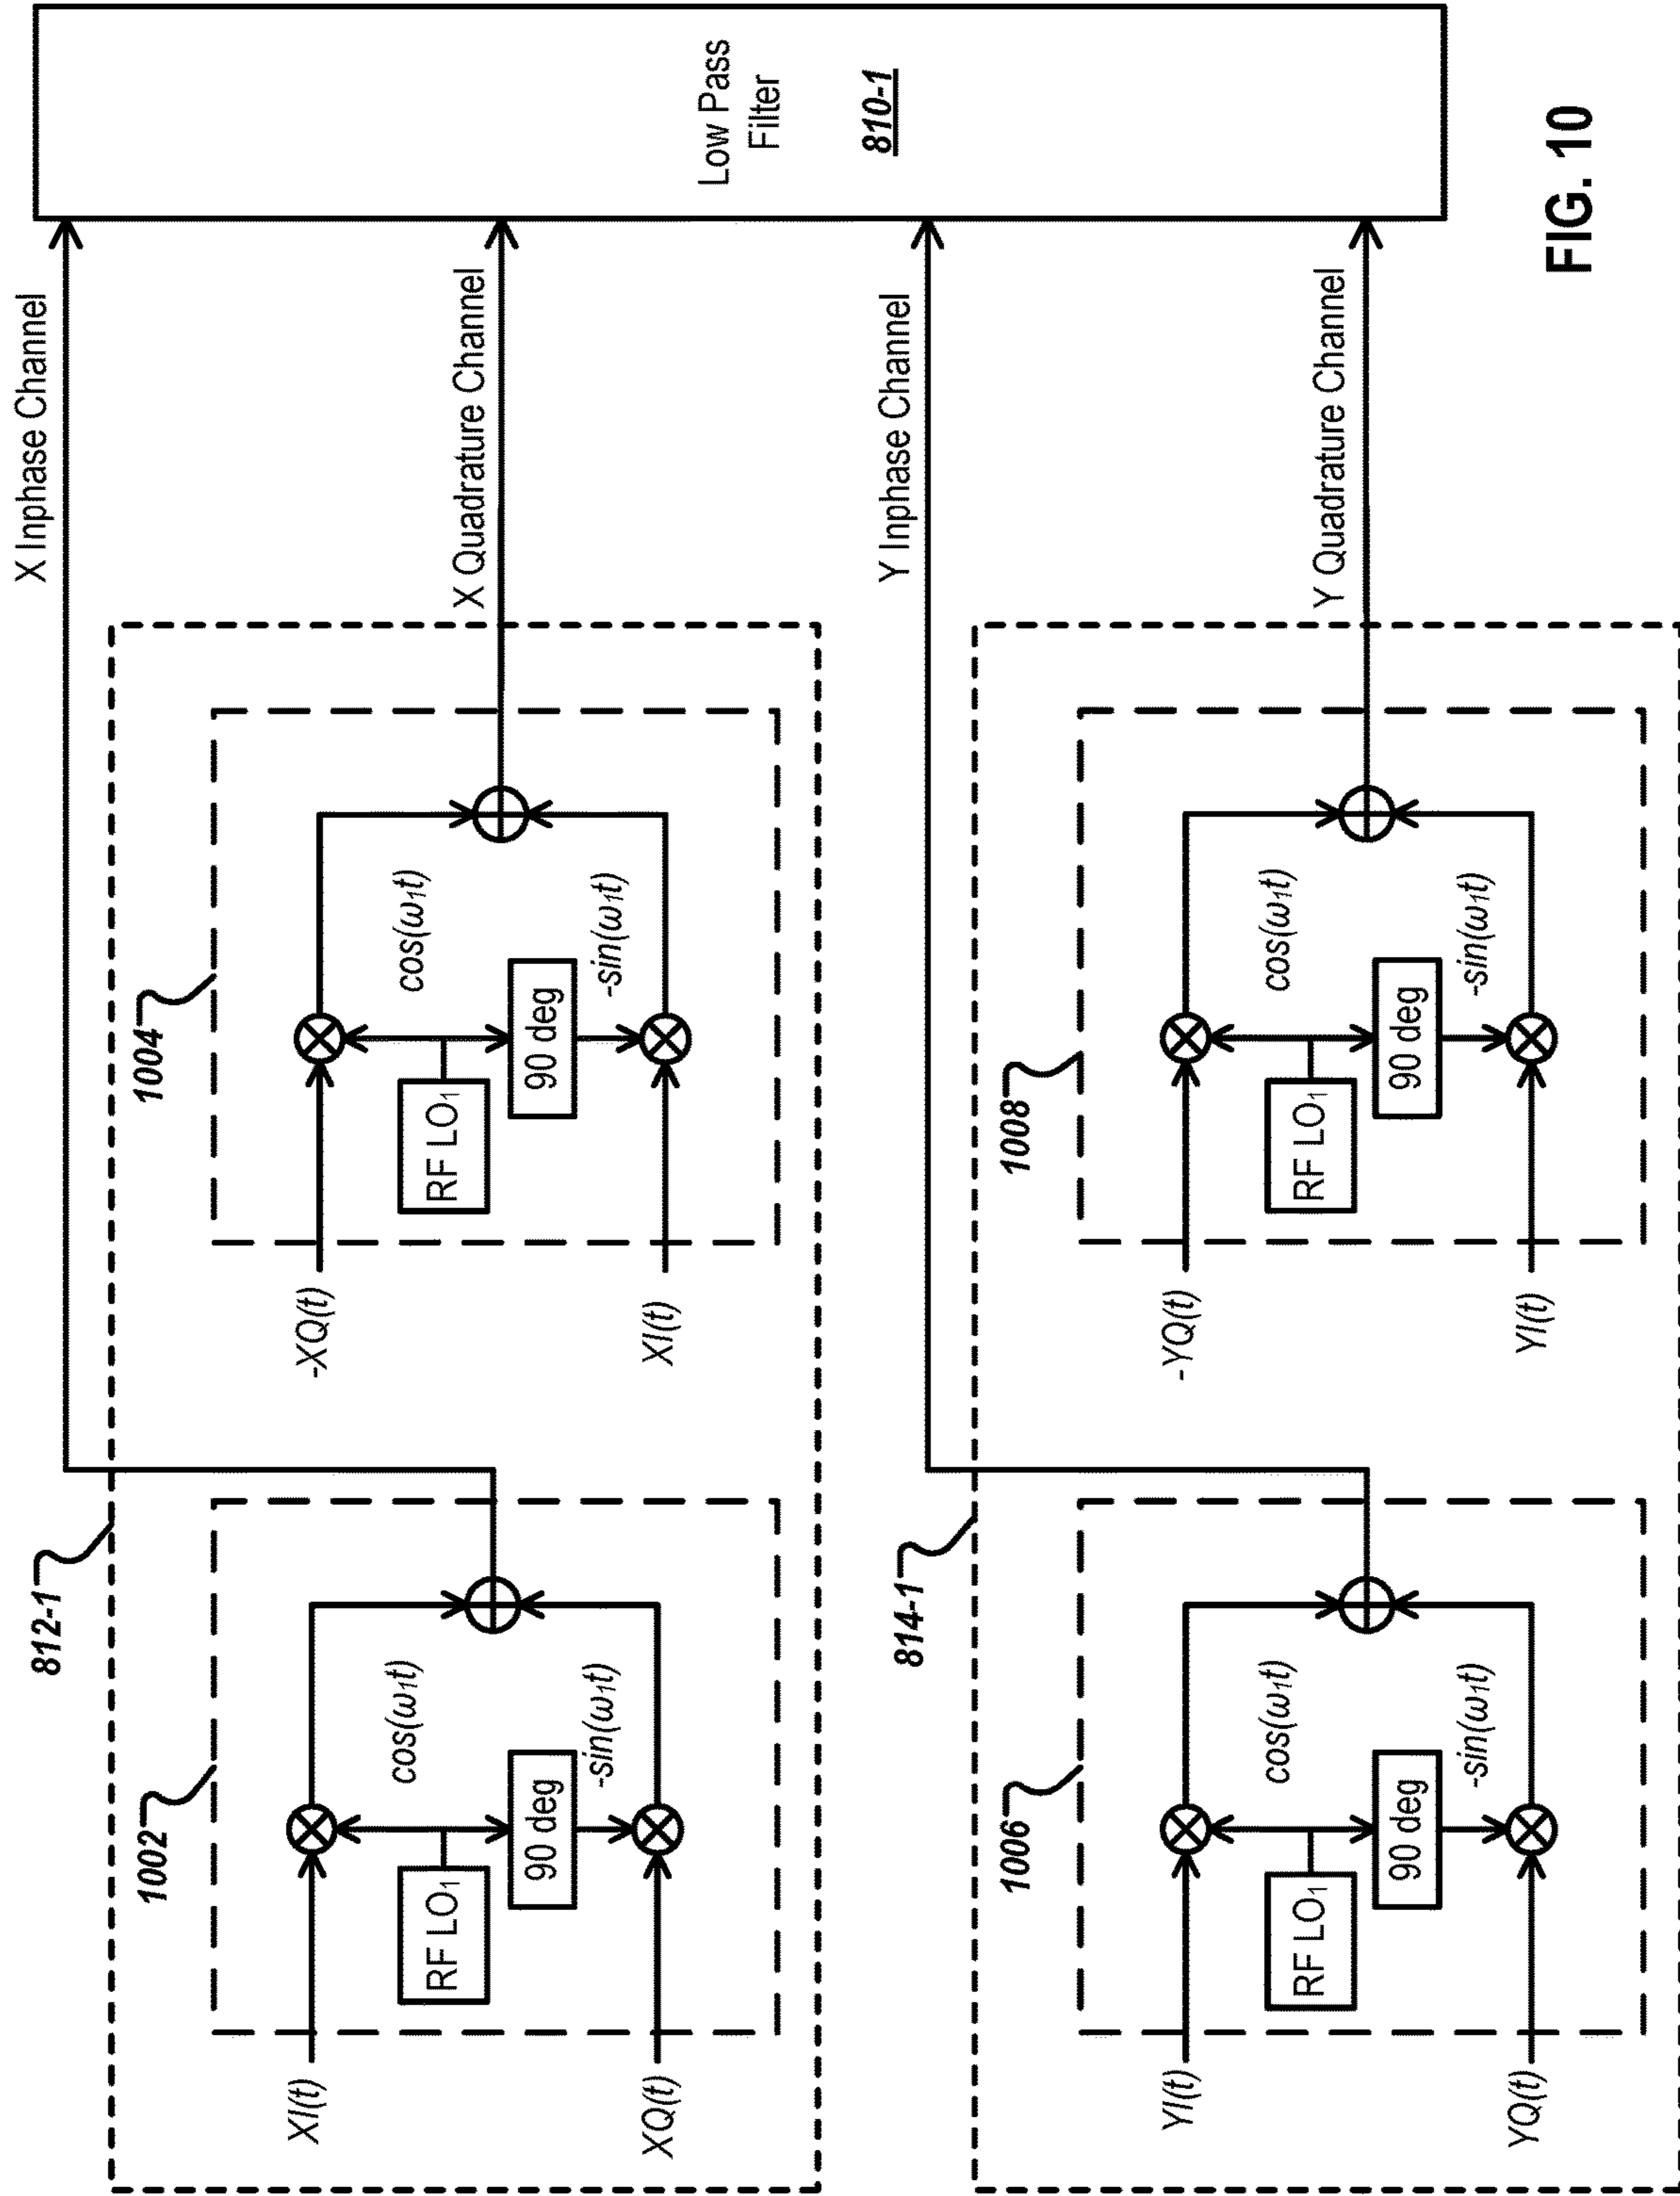 X Inphase Channel
812-1
1002
XI(t)
RF LO₁
cos(ω₁t)
90 deg
-sin(ω₁t)
XQ(t)
1004
-XQ(t)
RF LO₁
cos(ω₁t)
90 deg
-sin(ω₁t)
XI(t)
X Quadrature Channel
Y Inphase Channel
814-1
1006
YI(t)
RF LO₁
cos(ω₁t)
90 deg
-sin(ω₁t)
YQ(t)
1008
-YQ(t)
RF LO₁
cos(ω₁t)
90 deg
-sin(ω₁t)
YI(t)
Y Quadrature Channel
Low Pass
Filter
810-1
FIG. 10